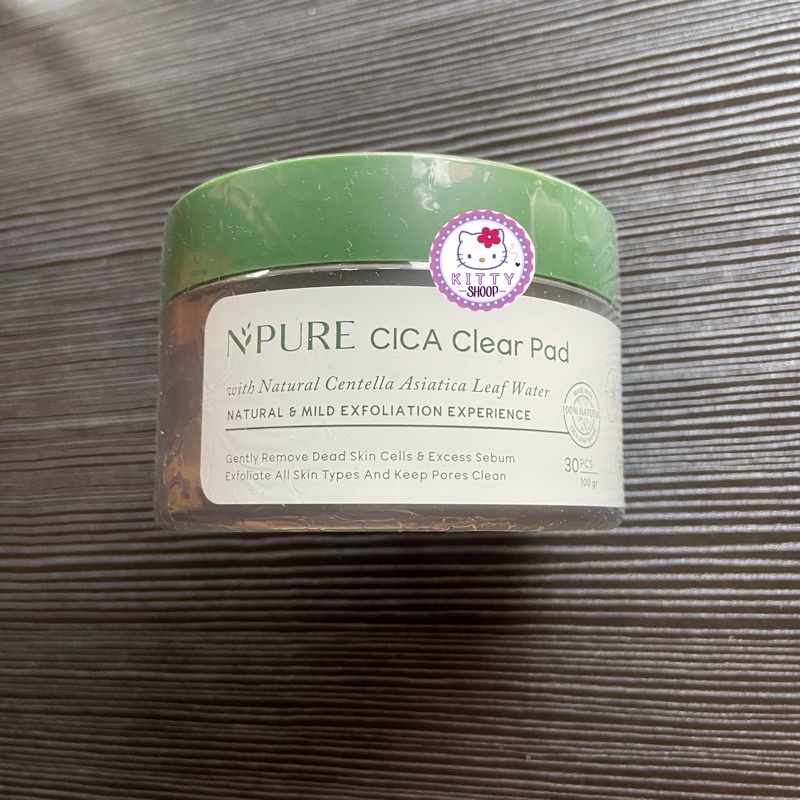 KITTY
SHOOP
NPURE CICA Clear Pad
with Natural Centella Asiatica Leaf Water
NATURAL & MILD EXFOLIATION EXPERIENCE
100% NATURAL
Gently Remove Dead Skin Cells & Excess Sebum
Exfoliate All Skin Types And Keep Pores Clean
30 PCS
100 gr